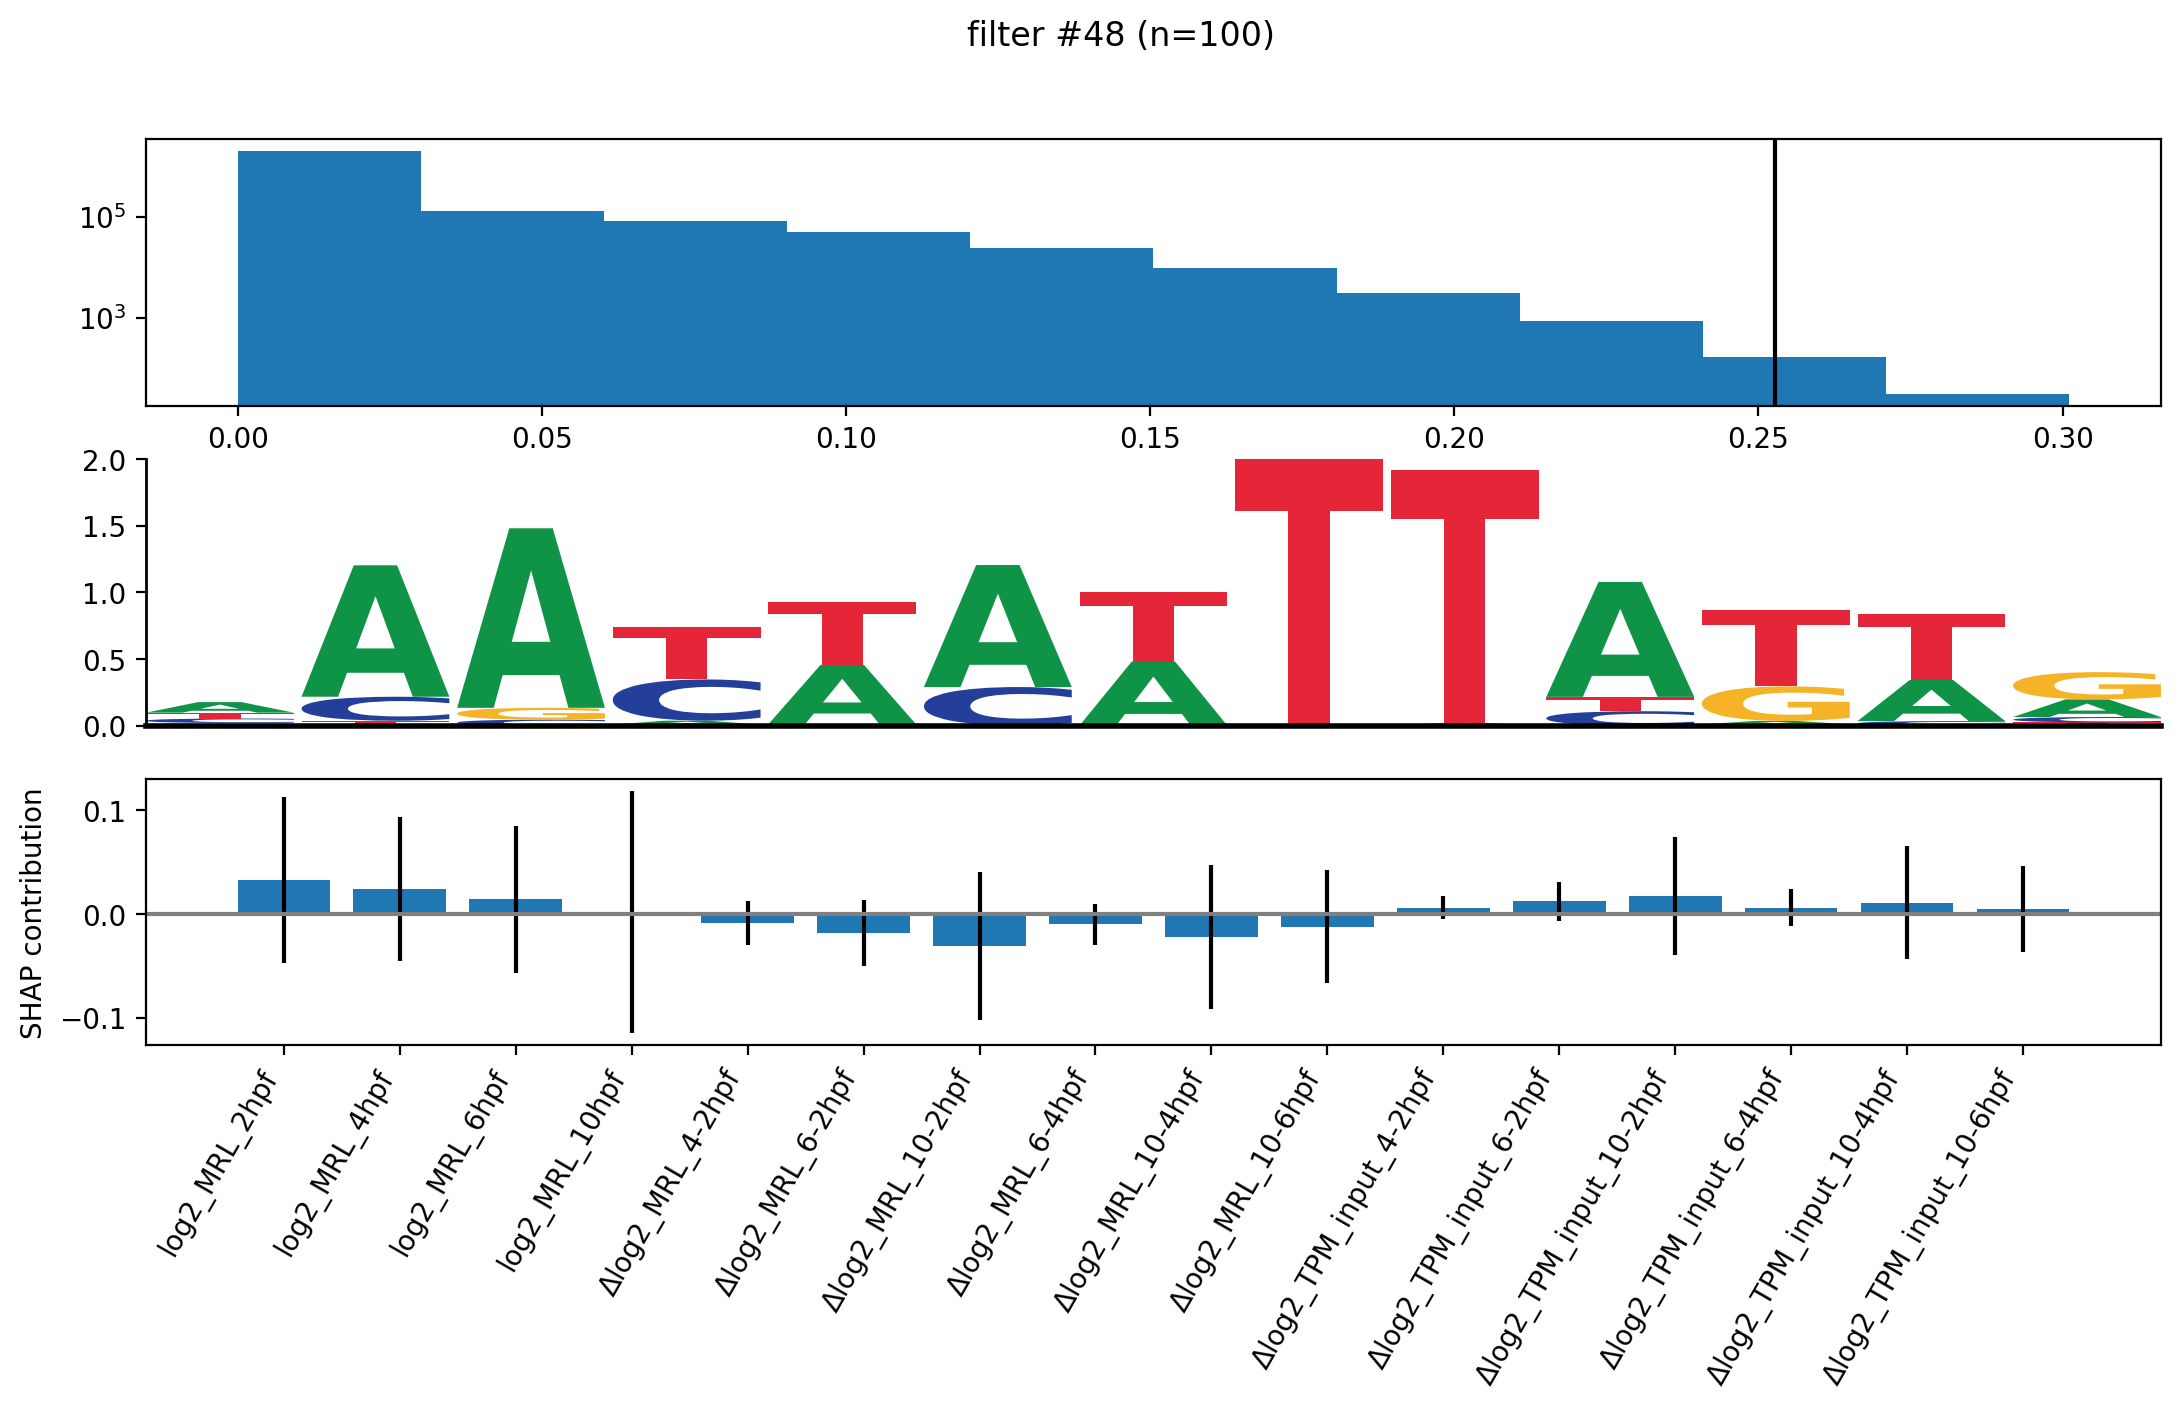 filter #48 (n=100)
10^5
10^3
0.00 0.05 0.10 0.15 0.20 0.25 0.30
2.0
1.5
1.0
0.5
0.0
SHAP contribution
0.1
0.0
−0.1
log2_MRL_2hpf
log2_MRL_4hpf
log2_MRL_6hpf
log2_MRL_10hpf
Δlog2_MRL_4-2hpf
Δlog2_MRL_6-2hpf
Δlog2_MRL_10-2hpf
Δlog2_MRL_6-4hpf
Δlog2_MRL_10-4hpf
Δlog2_MRL_10-6hpf
Δlog2_TPM_input_4-2hpf
Δlog2_TPM_input_6-2hpf
Δlog2_TPM_input_10-2hpf
Δlog2_TPM_input_6-4hpf
Δlog2_TPM_input_10-4hpf
Δlog2_TPM_input_10-6hpf